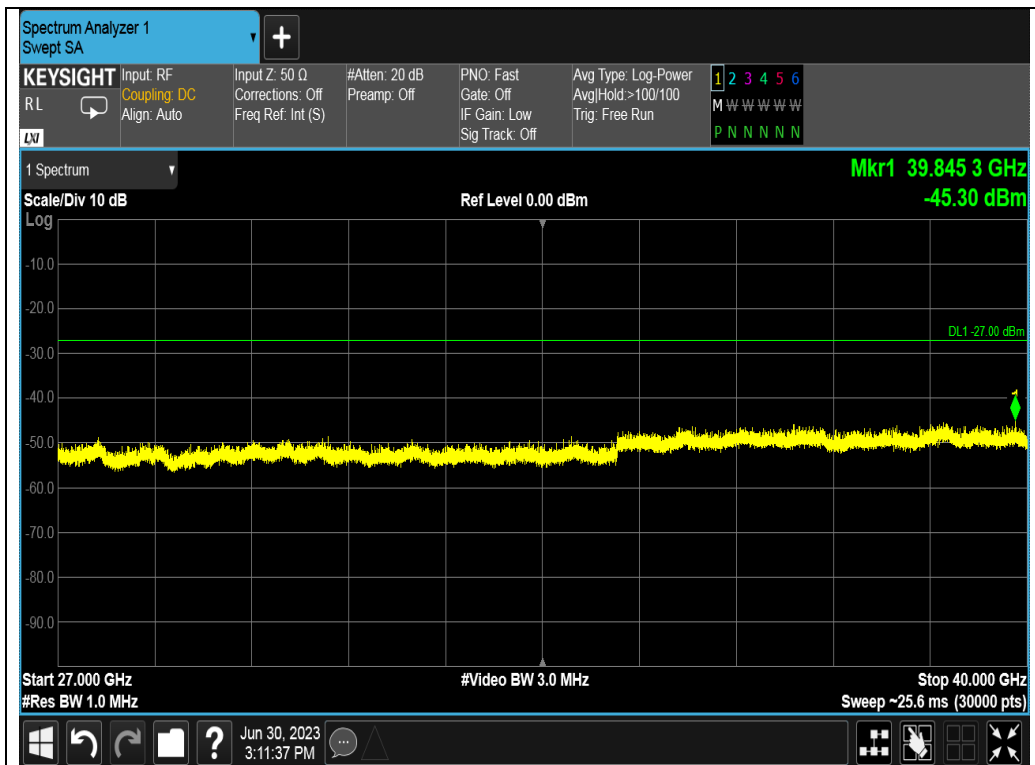 Spectrum Analyzer 1
Swept SA
+
KEYSIGHT
RL
LXI
Input: RF
Coupling: DC
Align: Auto
Input Z: 50 Ω
Corrections: Off
Freq Ref: Int (S)
#Atten: 20 dB
Preamp: Off
PNO: Fast
Gate: Off
IF Gain: Low
Sig Track: Off
Avg Type: Log-Power
Avg|Hold:>100/100
Trig: Free Run
1 2 3 4 5 6
M W W W W W
P N N N N N
1 Spectrum
Mkr1 39.845 3 GHz
-45.30 dBm
Scale/Div 10 dB
Ref Level 0.00 dBm
Log
-10.0
-20.0
DL1 -27.00 dBm
-30.0
-40.0
1
-50.0
-60.0
-70.0
-80.0
-90.0
Start 27.000 GHz
#Video BW 3.0 MHz
Stop 40.000 GHz
#Res BW 1.0 MHz
Sweep ~25.6 ms (30000 pts)
?
Jun 30, 2023
3:11:37 PM